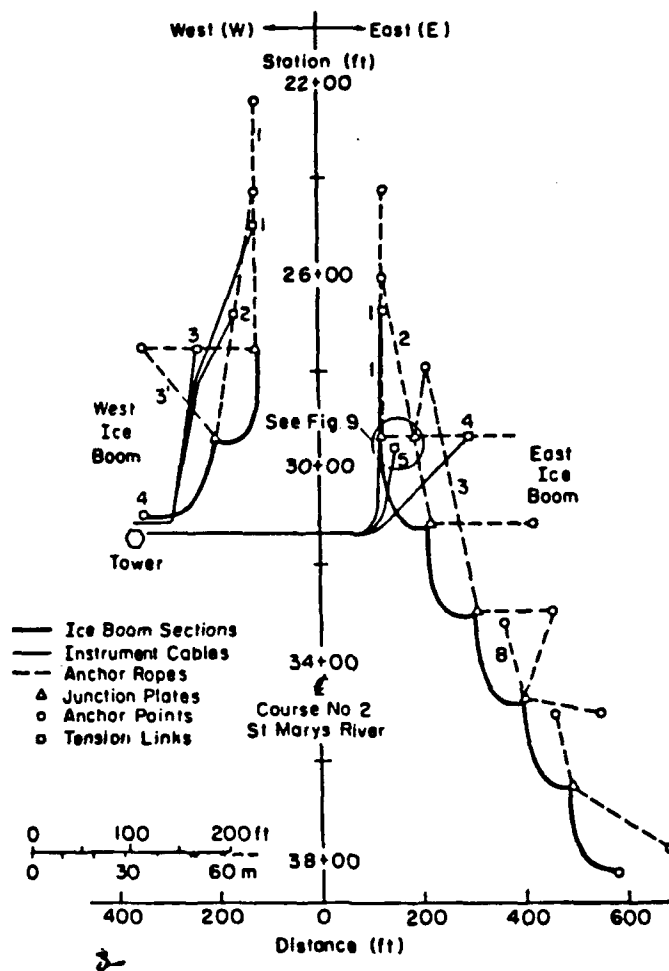 West (W) East (E)
Station (ft)
22+00
1
1
26+00
2
1
2
3
1
3'
See Fig. 9
4
West
Ice
Boom
5
30+00
East
Ice
Boom
4
3
Tower
Ice Boom Sections
Instrument Cables
Anchor Ropes
Junction Plates
Anchor Points
Tension Links
34+00
8
Course No 2
St Marys River
0 100 200 ft
0 30 60 m
38+00
400 200 0 200 400 600
Distance (ft)